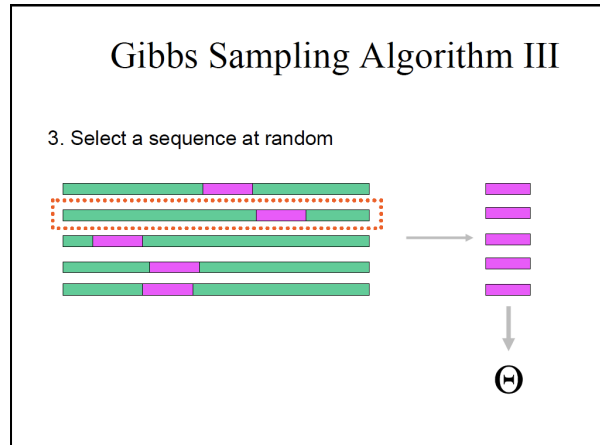 Gibbs Sampling Algorithm III
3. Select a sequence at random
Θ